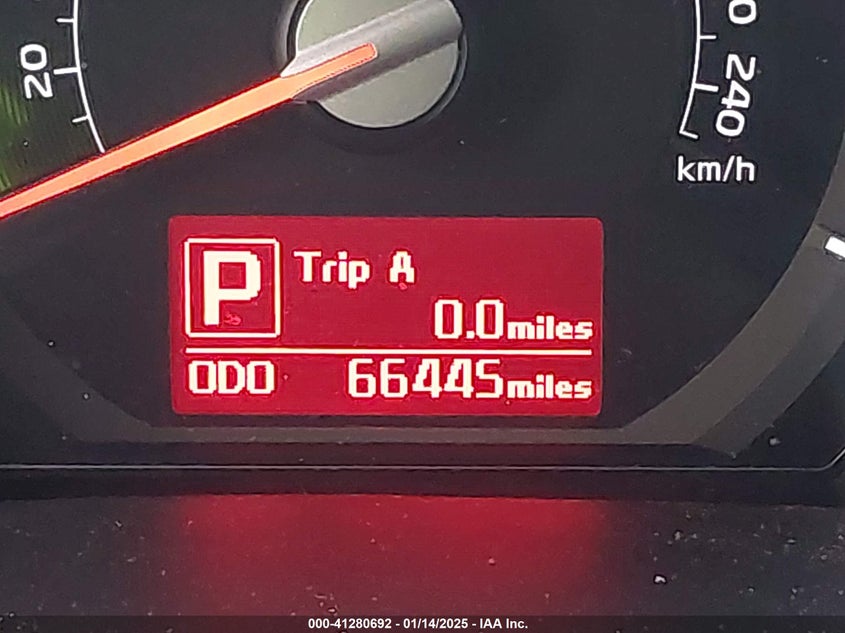 20
240
km/h
P
Trip A
0.0miles
ODO 66445miles
000-41280692 - 01/14/2025 - IAA Inc.